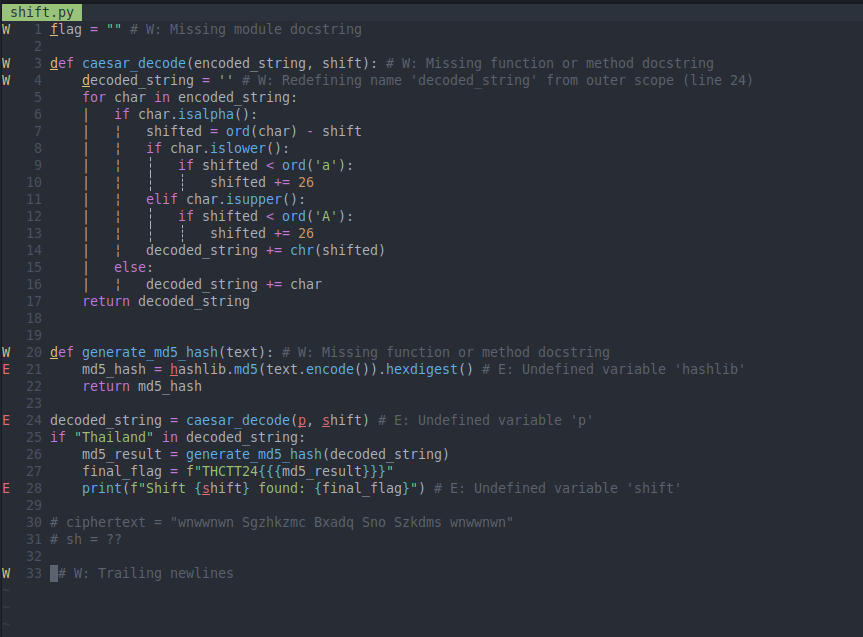 shift.py
W 1 flag = "" # W: Missing module docstring
2
W 3 def caesar_decode(encoded_string, shift): # W: Missing function or method docstring
W 4     decoded_string = '' # W: Redefining name 'decoded_string' from outer scope (line 24)
5     for char in encoded_string:
6     |   if char.isalpha():
7     |   ¦   shifted = ord(char) - shift
8     |   ¦   if char.islower():
9     |   ¦   ┆   if shifted < ord('a'):
10     |   ¦   ┆   ┊   shifted += 26
11     |   ¦   elif char.isupper():
12     |   ¦   ┆   if shifted < ord('A'):
13     |   ¦   ┆   ┊   shifted += 26
14     |   ¦   decoded_string += chr(shifted)
15     |   else:
16     |   ¦   decoded_string += char
17     return decoded_string
18
19
W 20 def generate_md5_hash(text): # W: Missing function or method docstring
E 21     md5_hash = hashlib.md5(text.encode()).hexdigest() # E: Undefined variable 'hashlib'
22     return md5_hash
23
E 24 decoded_string = caesar_decode(p, shift) # E: Undefined variable 'p'
25 if "Thailand" in decoded_string:
26     md5_result = generate_md5_hash(decoded_string)
27     final_flag = f"THCTT24{{{md5_result}}}"
E 28     print(f"Shift {shift} found: {final_flag}") # E: Undefined variable 'shift'
29
30 # ciphertext = "wnwwnwn Sgzhkzmc Bxadq Sno Szkdms wnwwnwn"
31 # sh = ??
32
W 33 # W: Trailing newlines
~
~
~